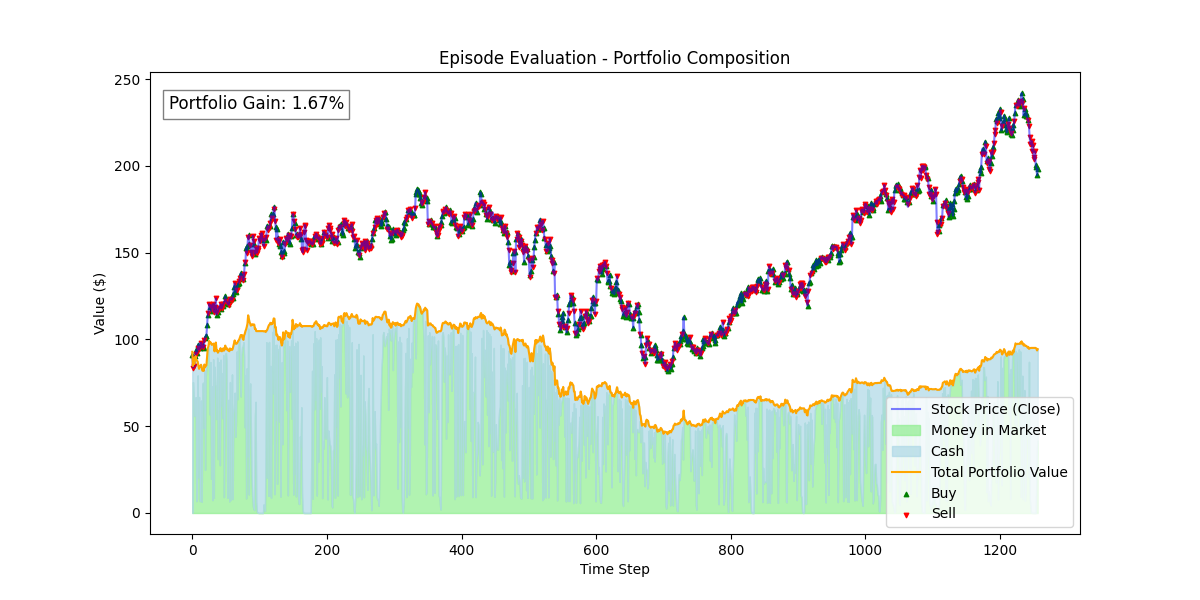 Episode Evaluation - Portfolio Composition
Portfolio Gain: 1.67%
Value ($)
250
200
150
100
50
0
0 200 400 600 800 1000 1200
Time Step
Stock Price (Close)
Money in Market
Cash
Total Portfolio Value
Buy
Sell